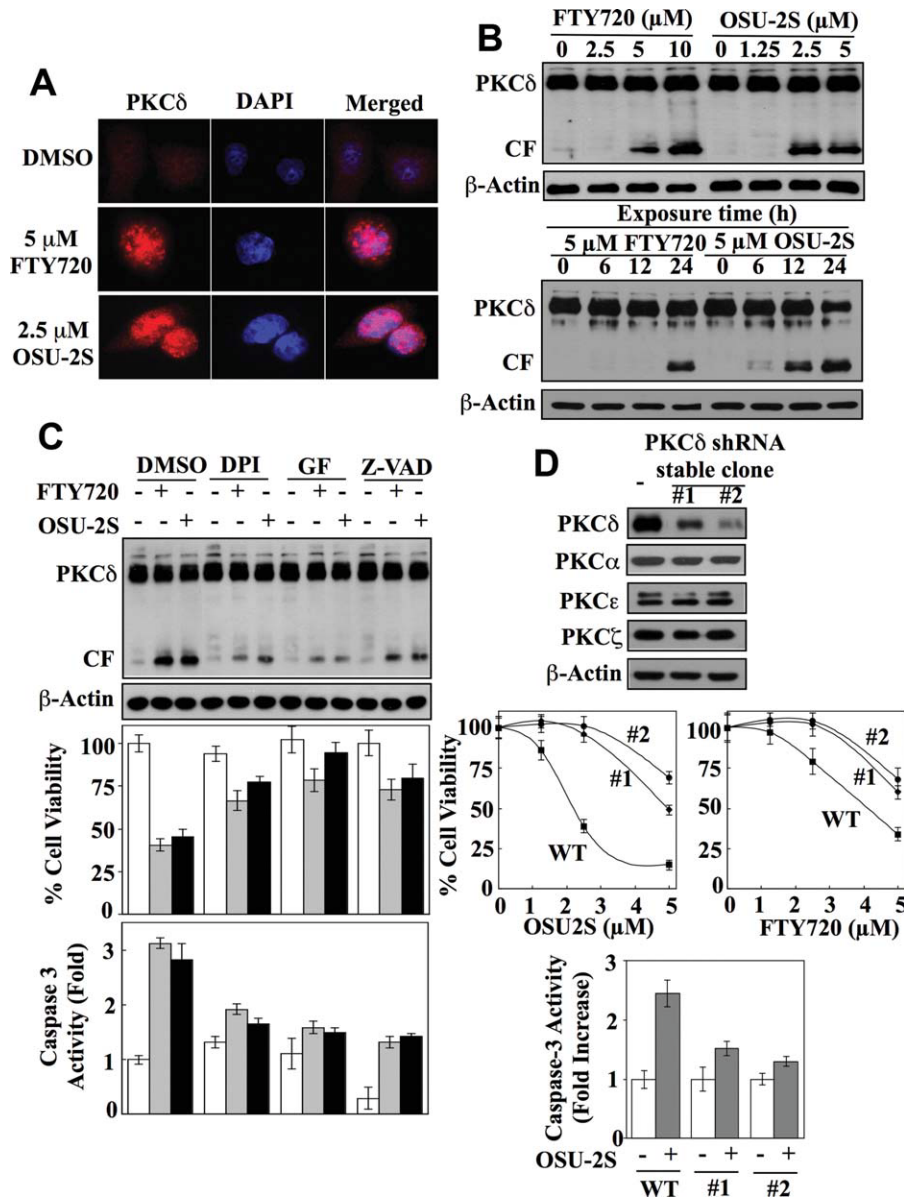 A
PKCδ DAPI Merged
DMSO
5 µM
FTY720
2.5 µM
OSU-2S
B
FTY720 (µM) OSU-2S (µM)
0 2.5 5 10 0 1.25 2.5 5
PKCδ
CF
β-Actin
Exposure time (h)
5 µM FTY720 5 µM OSU-2S
0 6 12 24 0 6 12 24
PKCδ
CF
β-Actin
C
DMSO DPI GF Z-VAD
FTY720 - + - - + - - + - - + -
OSU-2S - - + - - + - - + - - +
PKCδ
CF
β-Actin
% Cell Viability
100
75
50
25
0
Caspase 3
Activity (Fold)
3
2
1
0
D
PKCδ shRNA
stable clone
- #1 #2
PKCδ
PKCα
PKCε
PKCζ
β-Actin
% Cell Viability
100
75
50
25
0
#2
#1
WT
0 1 2 3 4 5
OSU2S (µM)
100
75
50
25
0
#2
#1
WT
0 1 2 3 4 5
FTY720 (µM)
Caspase-3 Activity
(Fold Increase)
3
2
1
0
OSU-2S - + - + - +
WT #1 #2